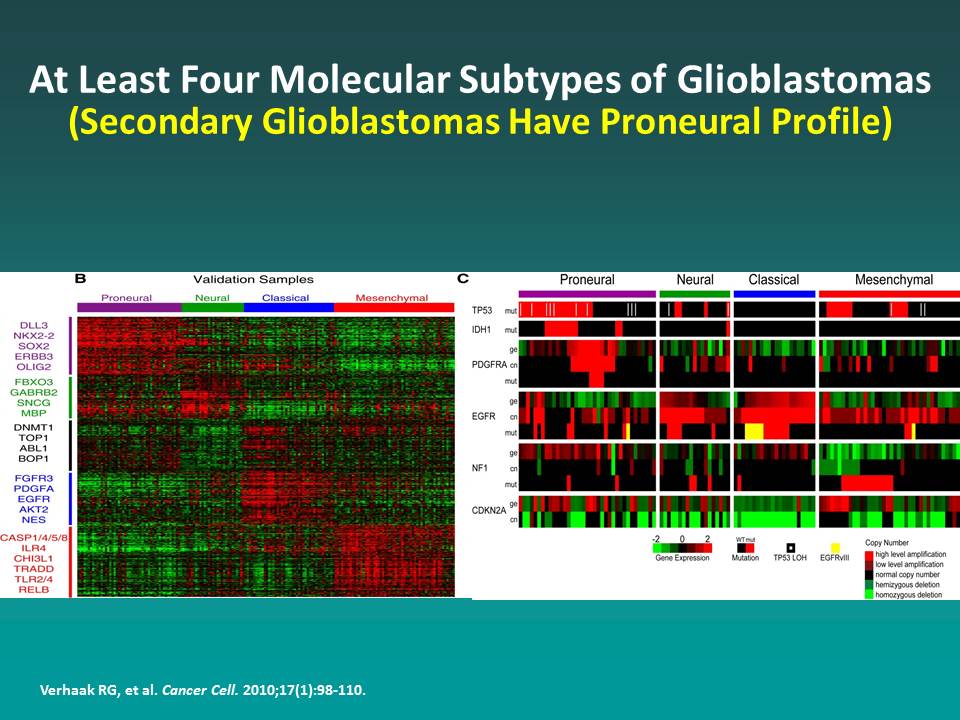 At Least Four Molecular Subtypes of Glioblastomas
(Secondary Glioblastomas Have Proneural Profile)
B
Validation Samples
Proneural
Neural
Classical
Mesenchymal
DLL3
NKX2-2
SOX2
ERBB3
OLIG2
FBXO3
GABRB2
SNCG
MBP
DNMT1
TOP1
ABL1
BOP1
FGFR3
PDGFA
EGFR
AKT2
NES
CASP1/4/5/8
ILR4
CHI3L1
TRADD
TLR2/4
RELB
C
Proneural
Neural
Classical
Mesenchymal
TP53 mut
IDH1 mut
ge
PDGFRA cn
mut
ge
EGFR cn
mut
ge
NF1 cn
mut
CDKN2A ge
cn
-2 0 2
Gene Expression
WT mut
Mutation
TP53 LOH
EGFRvIII
Copy Number
high level amplification
low level amplification
normal copy number
hemizygous deletion
homozygous deletion
Verhaak RG, et al. Cancer Cell. 2010;17(1):98-110.